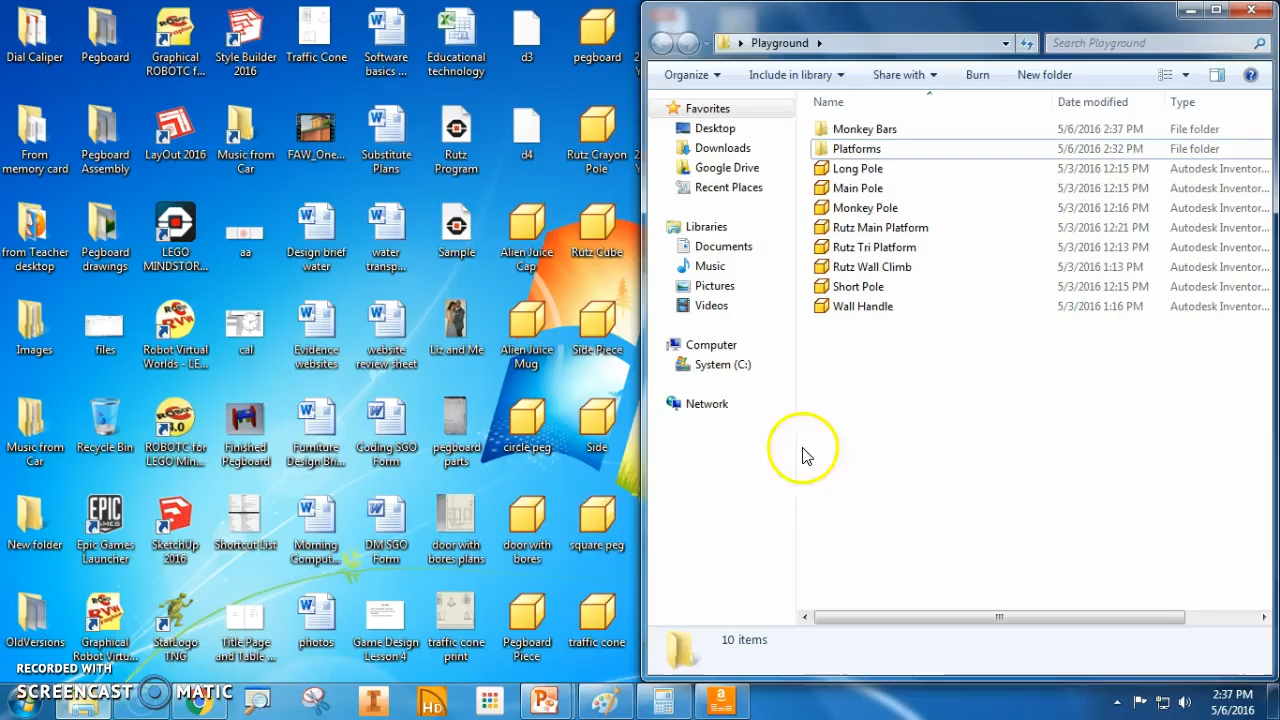 Dial Caliper
Pegboard
Graphical ROBOTC f...
Style Builder 2016
Traffic Cone
Software basics ...
Educational technology
d3
pegboard
From memory card
Pegboard Assembly
LayOut 2016
Music from Car
FAW_One...
Substitute Plans
Rutz Program
d4
Rutz Crayon Pole
from Teacher desktop
Pegboard drawings
LEGO MINDSTOR...
aa
Design brief water
water transp...
Sample
Alien Juice Cap
Rutz Cube
Images
files
Robot Virtual Worlds - LE...
cal
Evidence websites
website review sheet
Liz and Me
Alien Juice Mug
Side Piece
Music from Car
Recycle Bin
ROBOTC for LEGO Min...
Finished Pegboard
Furniture Design Bri...
Coding SGO Form
pegboard parts
circle peg
Side
New folder
Epic Games Launcher
SketchUp 2016
Shortcut List
Morning Comput...
DM SGO Form
door with bores plans
door with bores
square peg
OldVersions
Graphical Robot Virtu...
StarLogo TNG
Title Page and Table ...
photos
Game Design Lesson 4
traffic cone print
Pegboard Piece
traffic cone
RECORDED WITH
SCREENCAST MATIC
Playground
Search Playground
Organize
Include in library
Share with
Burn
New folder
Favorites
Desktop
Downloads
Google Drive
Recent Places
Libraries
Documents
Music
Pictures
Videos
Computer
System (C:)
Network
Name Date modified Type
Monkey Bars 5/6/2016 2:37 PM File folder
Platforms 5/6/2016 2:32 PM File folder
Long Pole 5/3/2016 12:15 PM Autodesk Inventor...
Main Pole 5/3/2016 12:15 PM Autodesk Inventor...
Monkey Pole 5/3/2016 12:16 PM Autodesk Inventor...
Rutz Main Platform 5/3/2016 12:21 PM Autodesk Inventor...
Rutz Tri Platform 5/3/2016 12:13 PM Autodesk Inventor...
Rutz Wall Climb 5/3/2016 1:13 PM Autodesk Inventor...
Short Pole 5/3/2016 12:15 PM Autodesk Inventor...
Wall Handle 5/3/2016 1:16 PM Autodesk Inventor...
10 items
HD
2:37 PM
5/6/2016